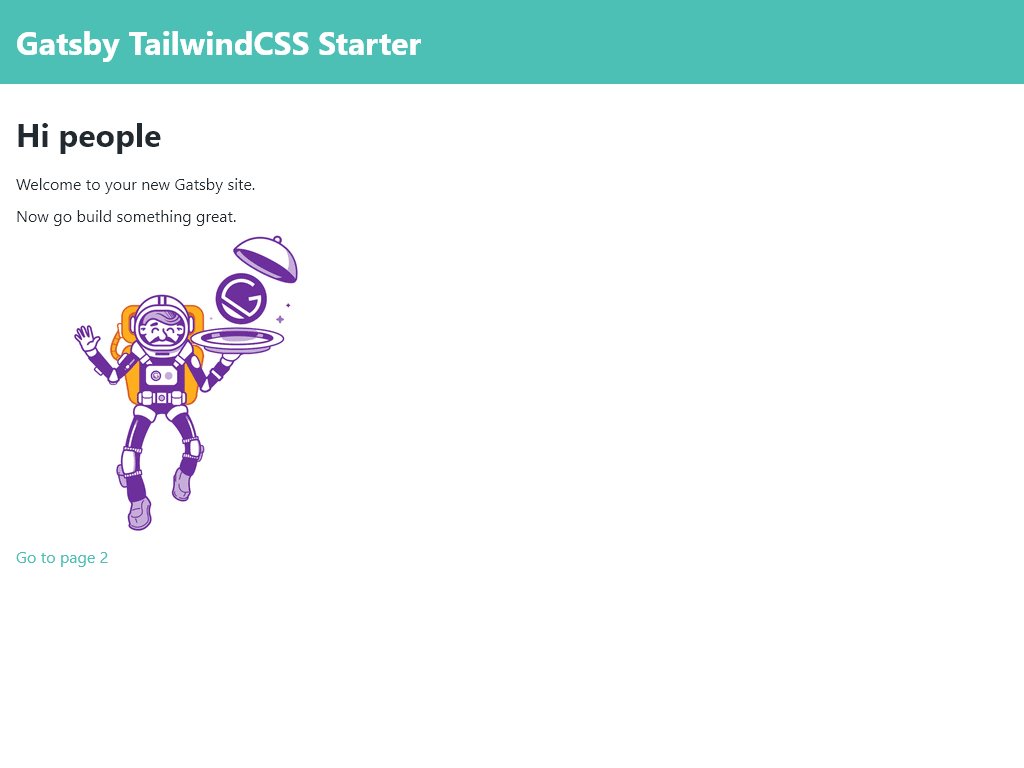 Gatsby TailwindCSS Starter
Hi people
Welcome to your new Gatsby site.
Now go build something great.
Go to page 2